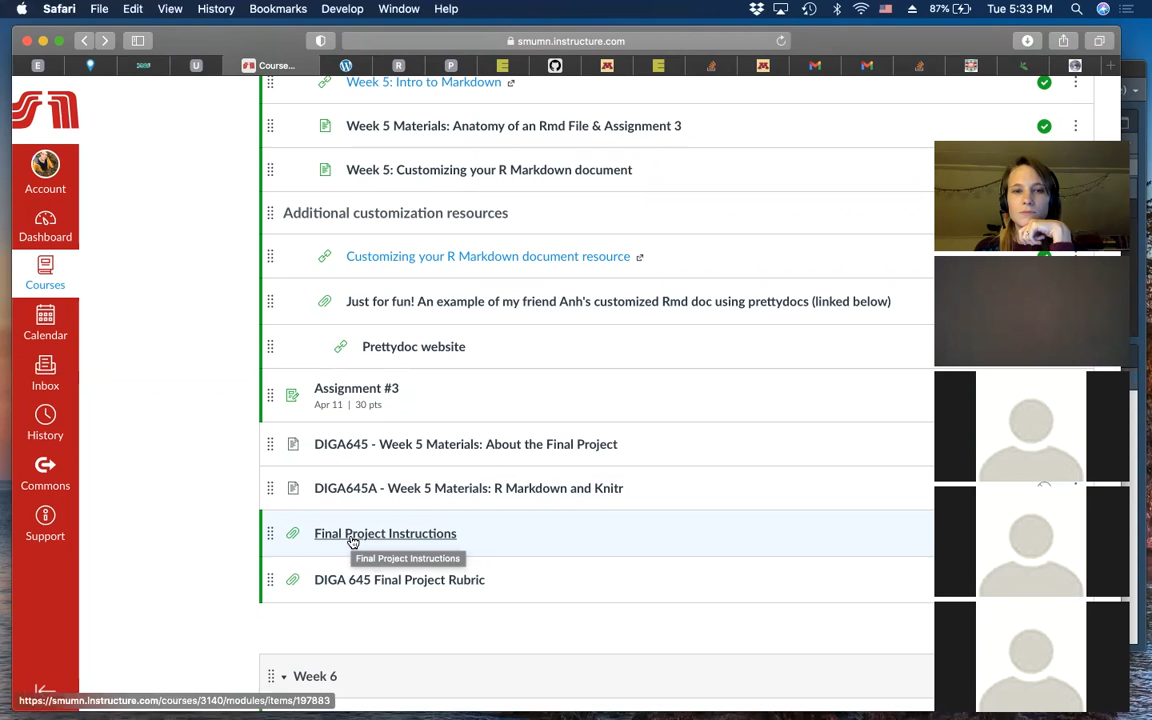 Safari File Edit View History Bookmarks Develop Window Help 87% Tue 5:33 PM
smumn.instructure.com
E U Course... R P E M E M
Week 5: Intro to Markdown
Week 5 Materials: Anatomy of an Rmd File & Assignment 3
Week 5: Customizing your R Markdown document
Additional customization resources
Customizing your R Markdown document resource
Just for fun! An example of my friend Anh's customized Rmd doc using prettydocs (linked below)
Prettydoc website
Assignment #3
Apr 11 | 30 pts
DIGA645 - Week 5 Materials: About the Final Project
DIGA645A - Week 5 Materials: R Markdown and Knitr
Final Project Instructions
Final Project Instructions
DIGA 645 Final Project Rubric
Week 6
Account
Dashboard
Courses
Calendar
Inbox
History
Commons
Support
https://smumn.instructure.com/courses/3140/modules/items/197883